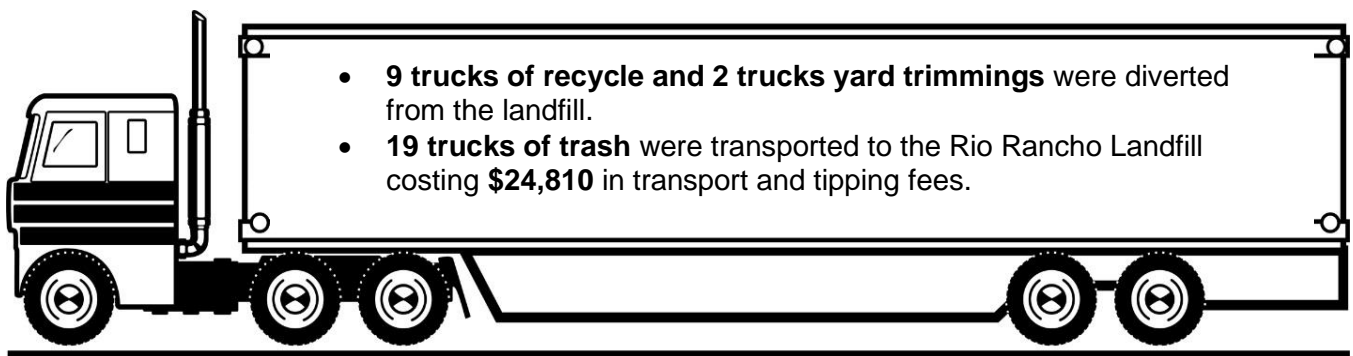 • 9 trucks of recycle and 2 trucks yard trimmings were diverted
from the landfill.
• 19 trucks of trash were transported to the Rio Rancho Landfill
costing $24,810 in transport and tipping fees.